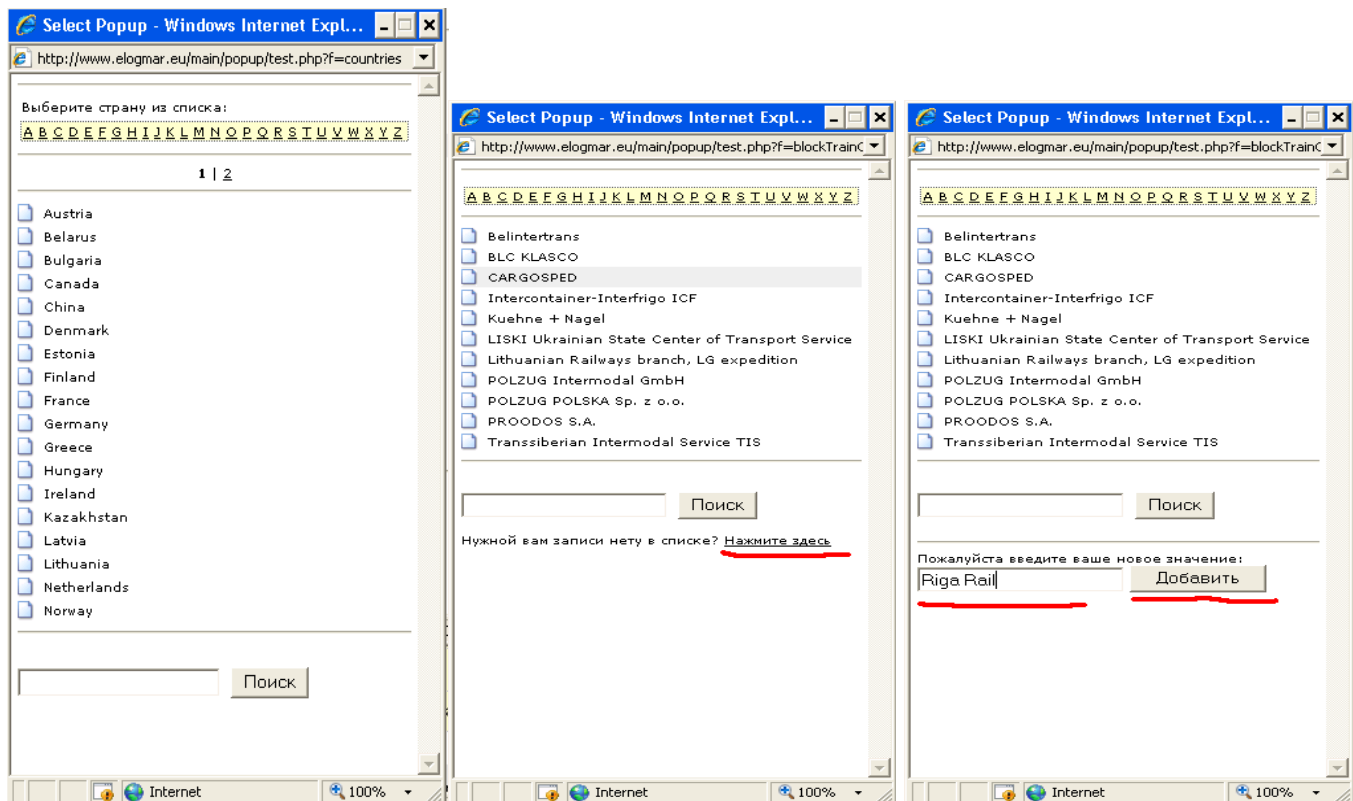 Select Popup - Windows Internet Expl...
http://www.elogmar.eu/main/popup/test.php?f=countries
Выберите страну из списка:
A B C D E F G H I J K L M N O P Q R S T U V W X Y Z
1 | 2
Austria
Belarus
Bulgaria
Canada
China
Denmark
Estonia
Finland
France
Germany
Greece
Hungary
Ireland
Kazakhstan
Latvia
Lithuania
Netherlands
Norway
Поиск
Internet
100%
Select Popup - Windows Internet Expl...
http://www.elogmar.eu/main/popup/test.php?f=blockTrainC
A B C D E F G H I J K L M N O P Q R S T U V W X Y Z
Belintertrans
BLC KLASCO
CARGOSPED
Intercontainer-Interfrigo ICF
Kuehne + Nagel
LISKI Ukrainian State Center of Transport Service
Lithuanian Railways branch, LG expedition
POLZUG Intermodal GmbH
POLZUG POLSKA Sp. z o.o.
PROODOS S.A.
Transsiberian Intermodal Service TIS
Поиск
Нужной вам записи нету в списке? Нажмите здесь
Internet
100%
Select Popup - Windows Internet Expl...
http://www.elogmar.eu/main/popup/test.php?f=blockTrainC
A B C D E F G H I J K L M N O P Q R S T U V W X Y Z
Belintertrans
BLC KLASCO
CARGOSPED
Intercontainer-Interfrigo ICF
Kuehne + Nagel
LISKI Ukrainian State Center of Transport Service
Lithuanian Railways branch, LG expedition
POLZUG Intermodal GmbH
POLZUG POLSKA Sp. z o.o.
PROODOS S.A.
Transsiberian Intermodal Service TIS
Поиск
Пожалуйста введите ваше новое значение:
Riga Rail Добавить
Internet
100%